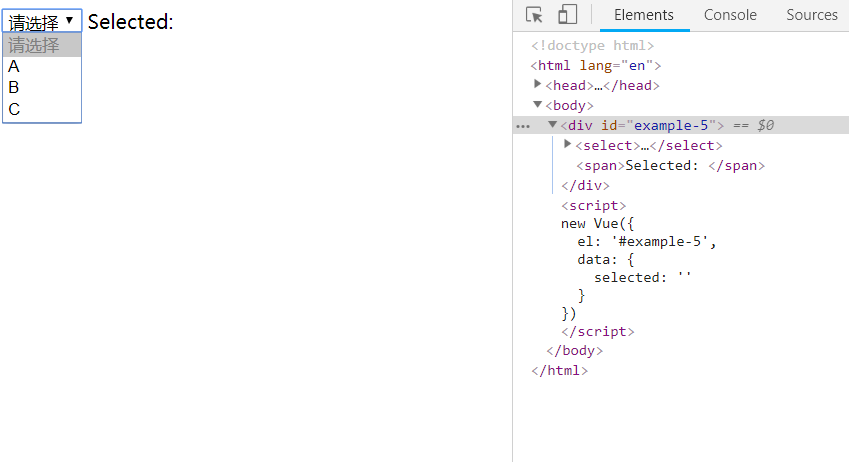 请选择 Selected:
请选择
A
B
C
Elements Console Sources
<!doctype html>
<html lang="en">
<head>…</head>
<body>
<div id="example-5"> == $0
<select>…</select>
<span>Selected: </span>
</div>
<script>
new Vue({
el: '#example-5',
data: {
selected: ''
}
})
</script>
</body>
</html>